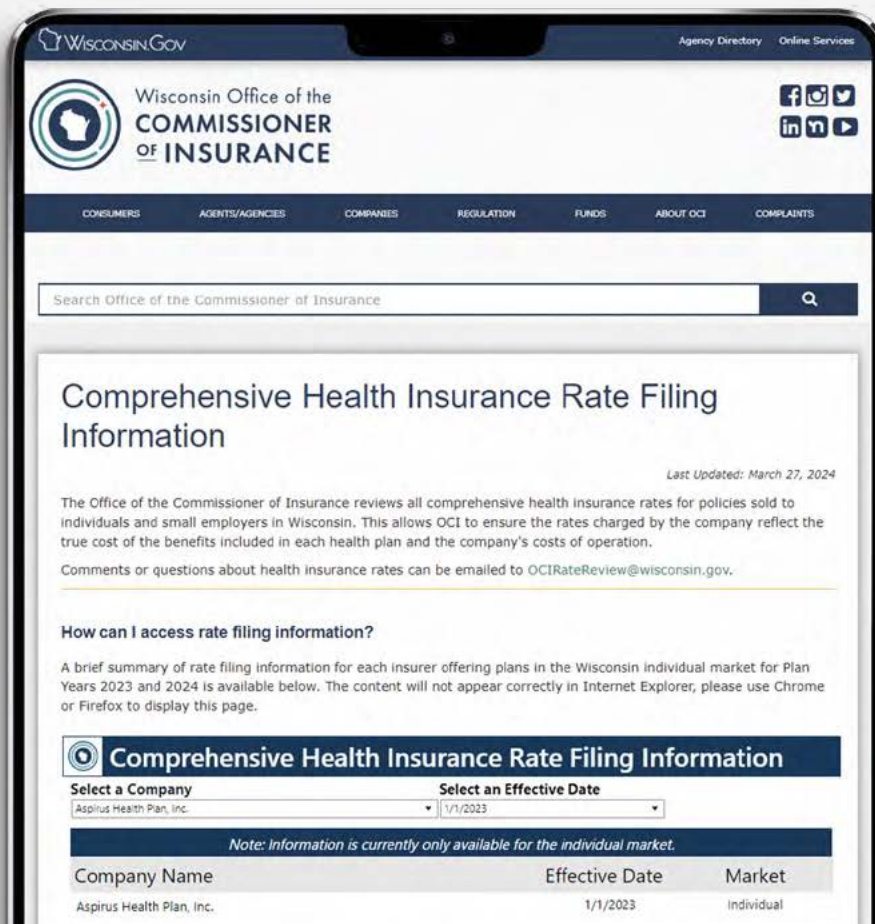 WISCONSIN.GOV
Agency Directory Online Services
Wisconsin Office of the
COMMISSIONER
OF INSURANCE
CONSUMERS AGENTS/AGENCIES COMPANIES REGULATION FUNDS ABOUT OCI COMPLAINTS
Search Office of the Commissioner of Insurance
Comprehensive Health Insurance Rate Filing
Information
Last Updated: March 27, 2024
The Office of the Commissioner of Insurance reviews all comprehensive health insurance rates for policies sold to
individuals and small employers in Wisconsin. This allows OCI to ensure the rates charged by the company reflect the
true cost of the benefits included in each health plan and the company's costs of operation.
Comments or questions about health insurance rates can be emailed to OCIRateReview@wisconsin.gov.
How can I access rate filing information?
A brief summary of rate filing information for each insurer offering plans in the Wisconsin individual market for Plan
Years 2023 and 2024 is available below. The content will not appear correctly in Internet Explorer, please use Chrome
or Firefox to display this page.
Comprehensive Health Insurance Rate Filing Information
Select a Company Select an Effective Date
Aspirus Health Plan, Inc. 1/1/2023
Note: Information is currently only available for the individual market.
Company Name Effective Date Market
Aspirus Health Plan, Inc. 1/1/2023 Individual